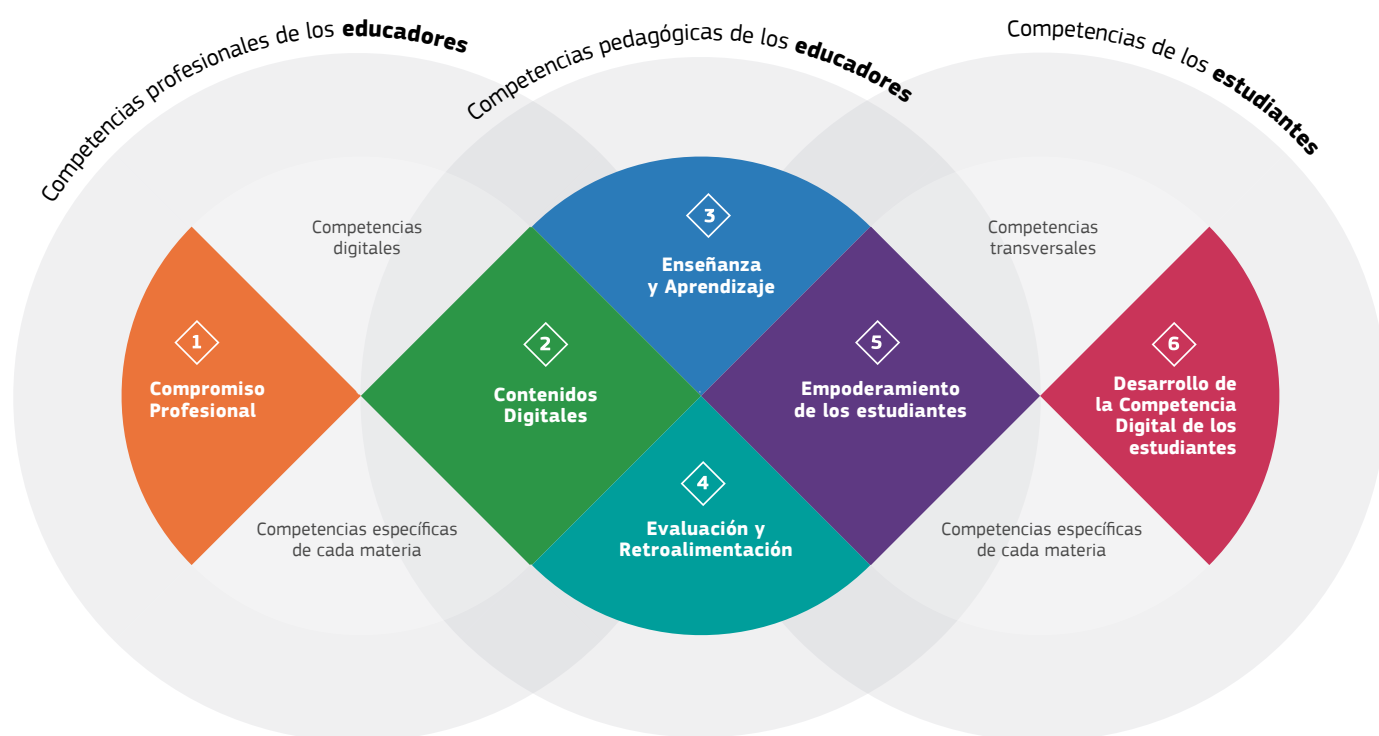 Competencias profesionales de los educadores
Competencias pedagógicas de los educadores
Competencias de los estudiantes
Competencias
digitales
Competencias
transversales
1
Compromiso
Profesional
2
Contenidos
Digitales
3
Enseñanza
y Aprendizaje
4
Evaluación y
Retroalimentación
5
Empoderamiento
de los estudiantes
6
Desarrollo de
la Competencia
Digital de los
estudiantes
Competencias específicas
de cada materia
Competencias específicas
de cada materia